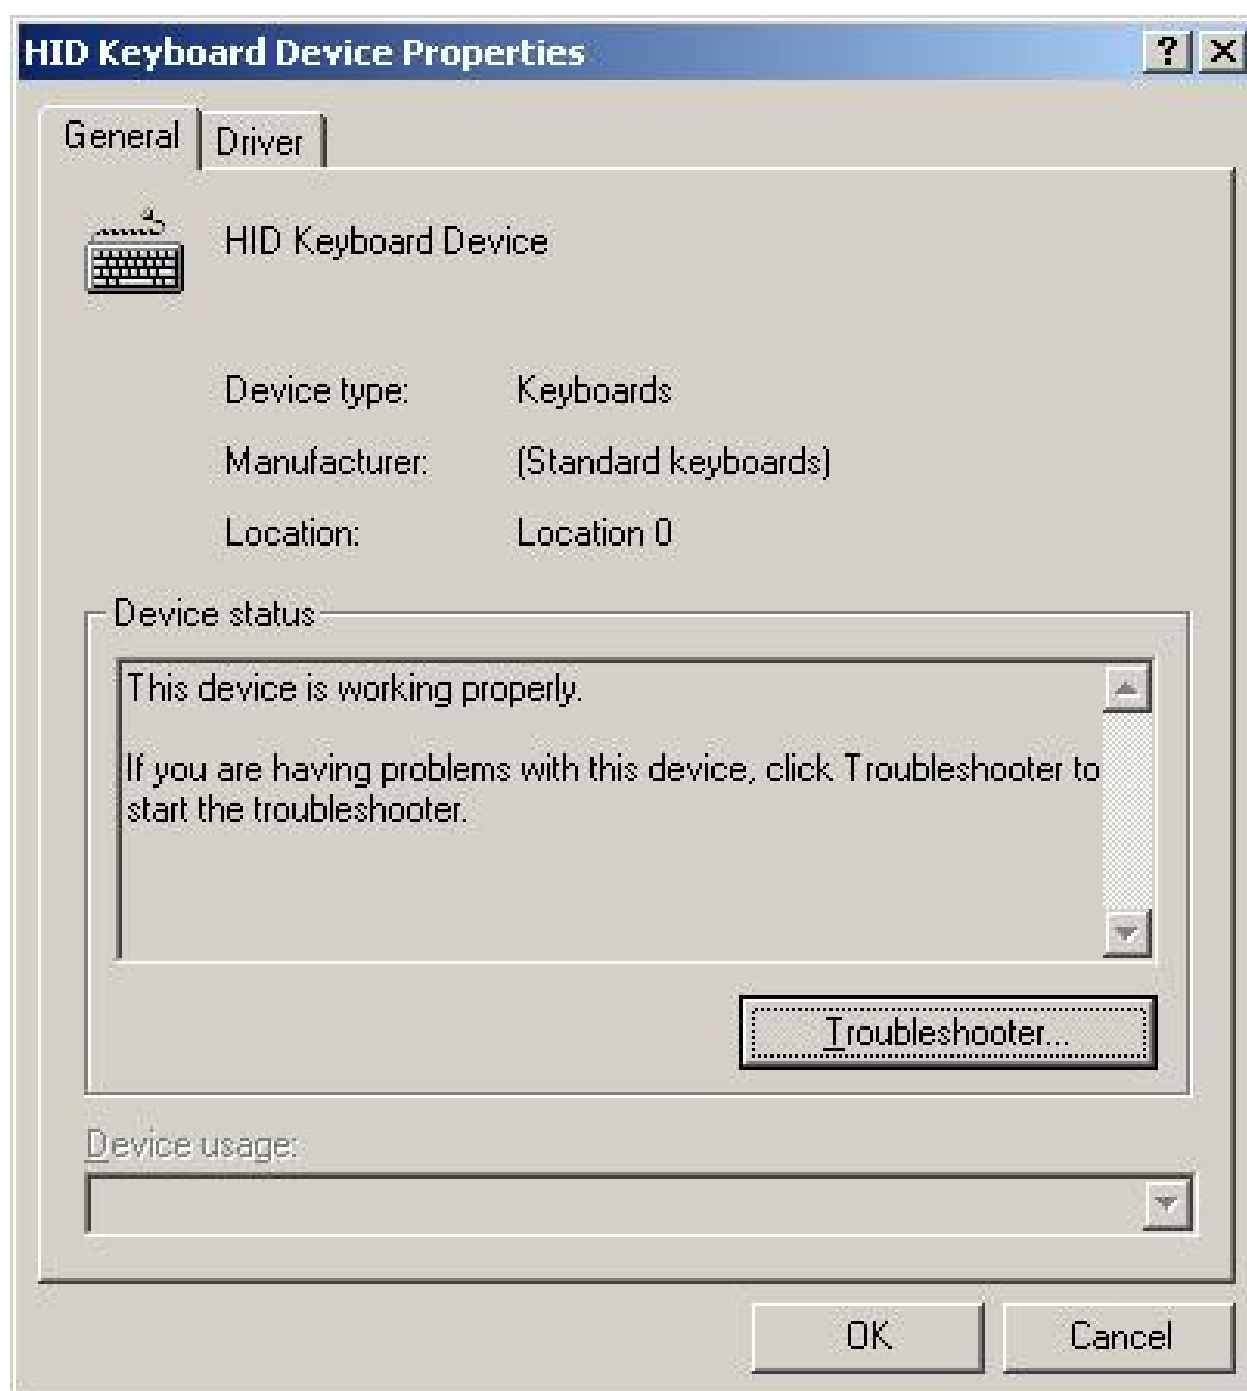 HID Keyboard Device Properties
General Driver
HID Keyboard Device
Device type: Keyboards
Manufacturer: (Standard keyboards)
Location: Location 0
Device status
This device is working properly.
If you are having problems with this device, click Troubleshooter to
start the troubleshooter.
Troubleshooter...
Device usage:
OK Cancel